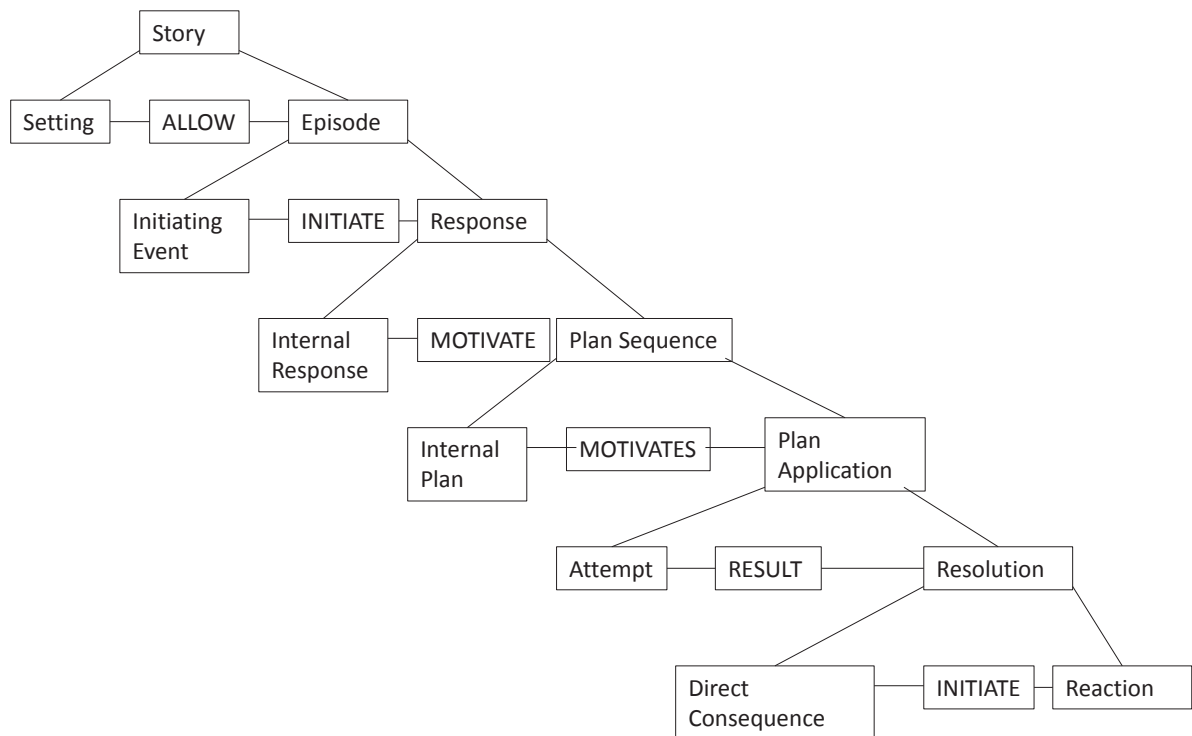 Story
Setting
ALLOW
Episode
Initiating
Event
INITIATE
Response
Internal
Response
MOTIVATE
Plan Sequence
Internal
Plan
MOTIVATES
Plan
Application
Attempt
RESULT
Resolution
Direct
Consequence
INITIATE
Reaction